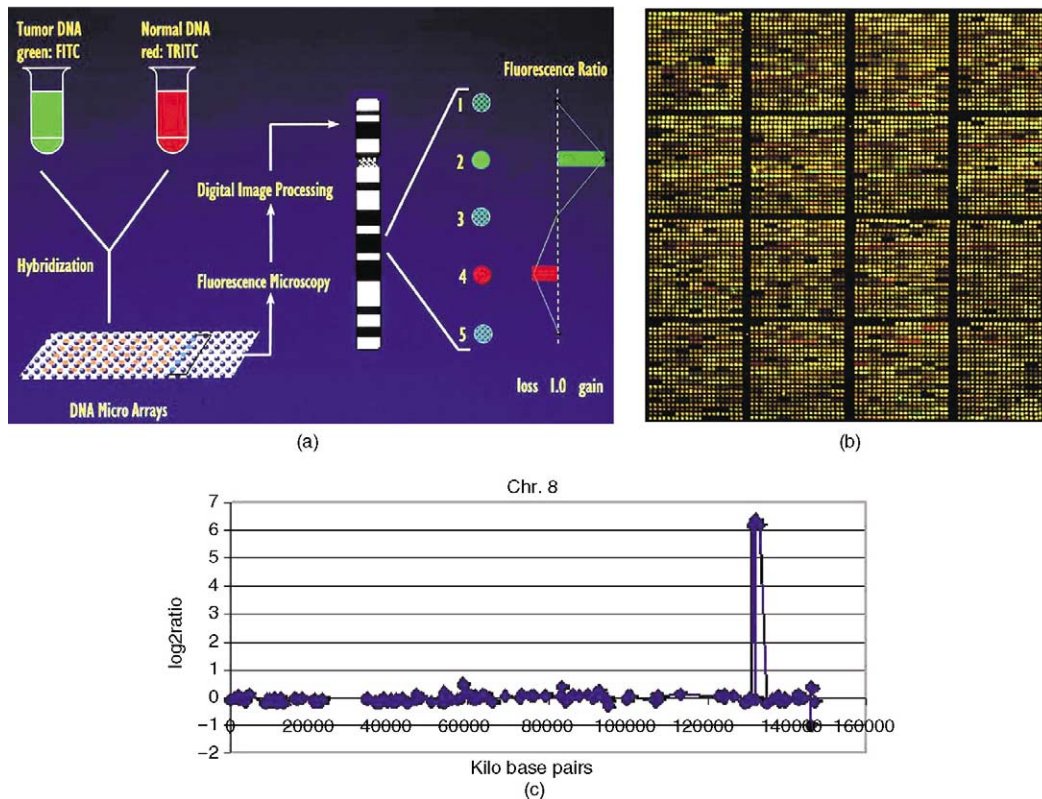 Tumor DNA
green: FITC
Normal DNA
red: TRITC
Hybridization
DNA Micro Arrays
Fluorescence Microscopy
Digital Image Processing
Fluorescence Ratio
1
2
3
4
5
loss 1.0 gain
(a)
(b)
Chr. 8
log2ratio
7
6
5
4
3
2
1
0
−1
−2
0 20000 40000 60000 80000 100000 120000 140000 160000
Kilo base pairs
(c)